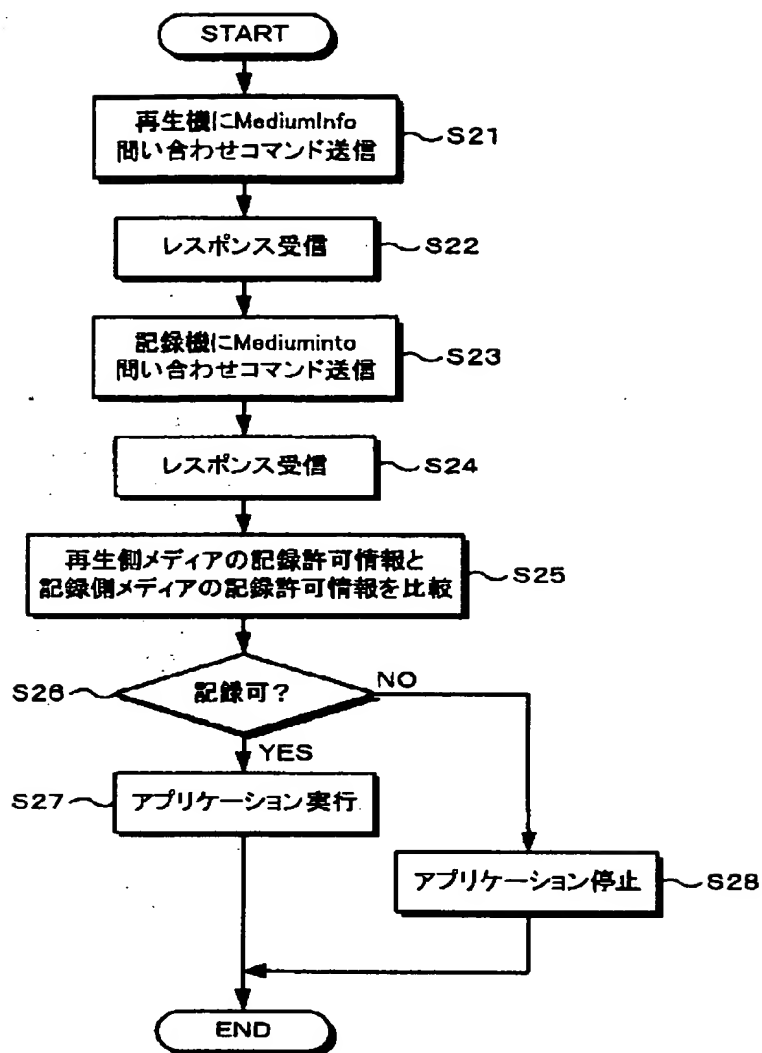 START
再生機にMediumInfo
問い合わせコマンド送信
S21
レスポンス受信
S22
記録機にMediuminto
問い合わせコマンド送信
S23
レスポンス受信
S24
再生側メディアの記録許可情報と
記録側メディアの記録許可情報を比較
S25
S26
記録可?
NO
YES
S27
アプリケーション実行
アプリケーション停止
S28
END